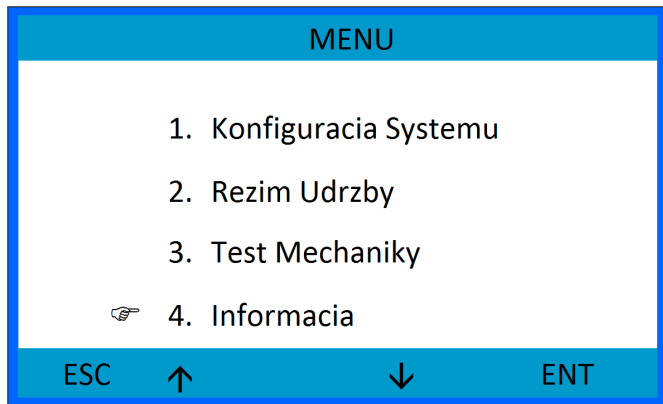 MENU
1. Konfiguracia Systemu
2. Rezim Udrzby
3. Test Mechaniky
☞ 4. Informacia
ESC ↑ ↓ ENT